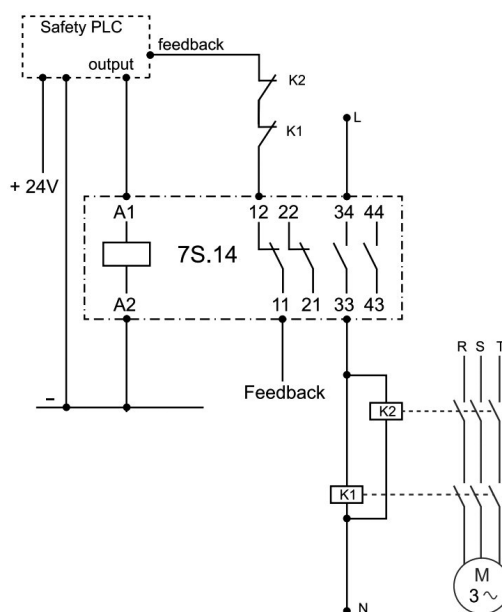 Safety PLC
feedback
output
K2
K1
L
+ 24V
A1 12 22 34 44
7S.14
A2 11 21 33 43
Feedback
–
R S T
K2
K1
M
3 ~
N